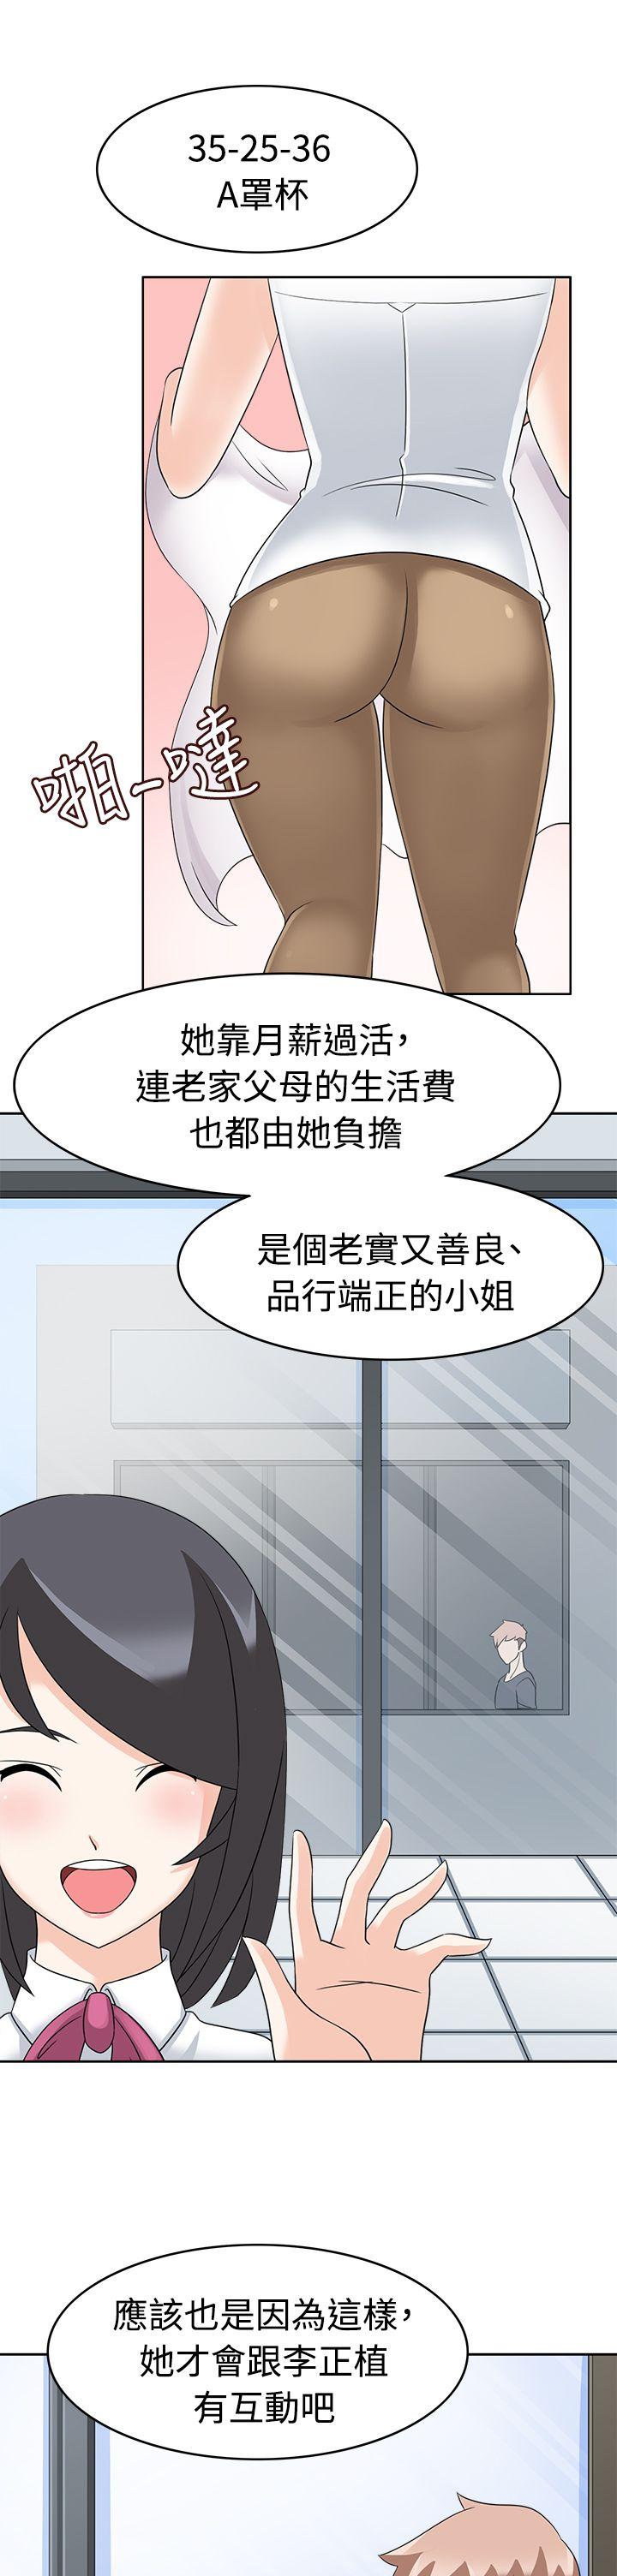 35-25-36
A罩杯
啪-噠
她靠月薪過活，
連老家父母的生活費
也都由她負擔
是個老實又善良、
品行端正的小姐
應該也是因為這樣，
她才會跟李正植
有互動吧